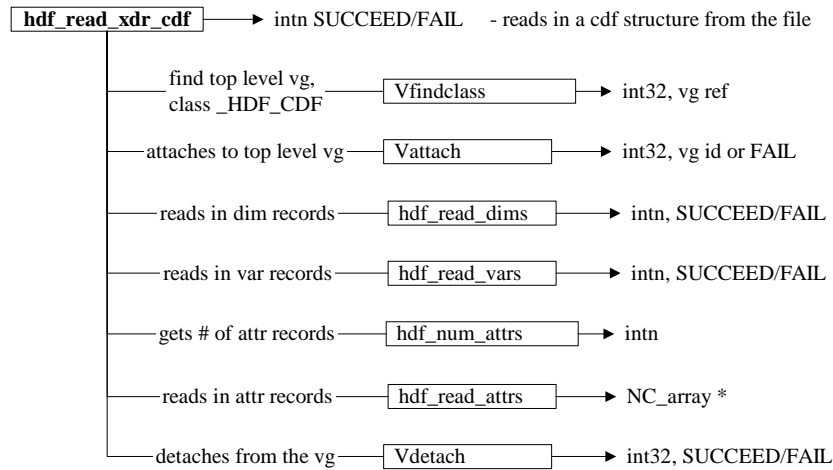 hdf_read_xdr_cdf intn SUCCEED/FAIL - reads in a cdf structure from the file
find top level vg,
class _HDF_CDF Vfindclass int32, vg ref
attaches to top level vg Vattach int32, vg id or FAIL
reads in dim records hdf_read_dims intn, SUCCEED/FAIL
reads in var records hdf_read_vars intn, SUCCEED/FAIL
gets # of attr records hdf_num_attrs intn
reads in attr records hdf_read_attrs NC_array *
detaches from the vg Vdetach int32, SUCCEED/FAIL